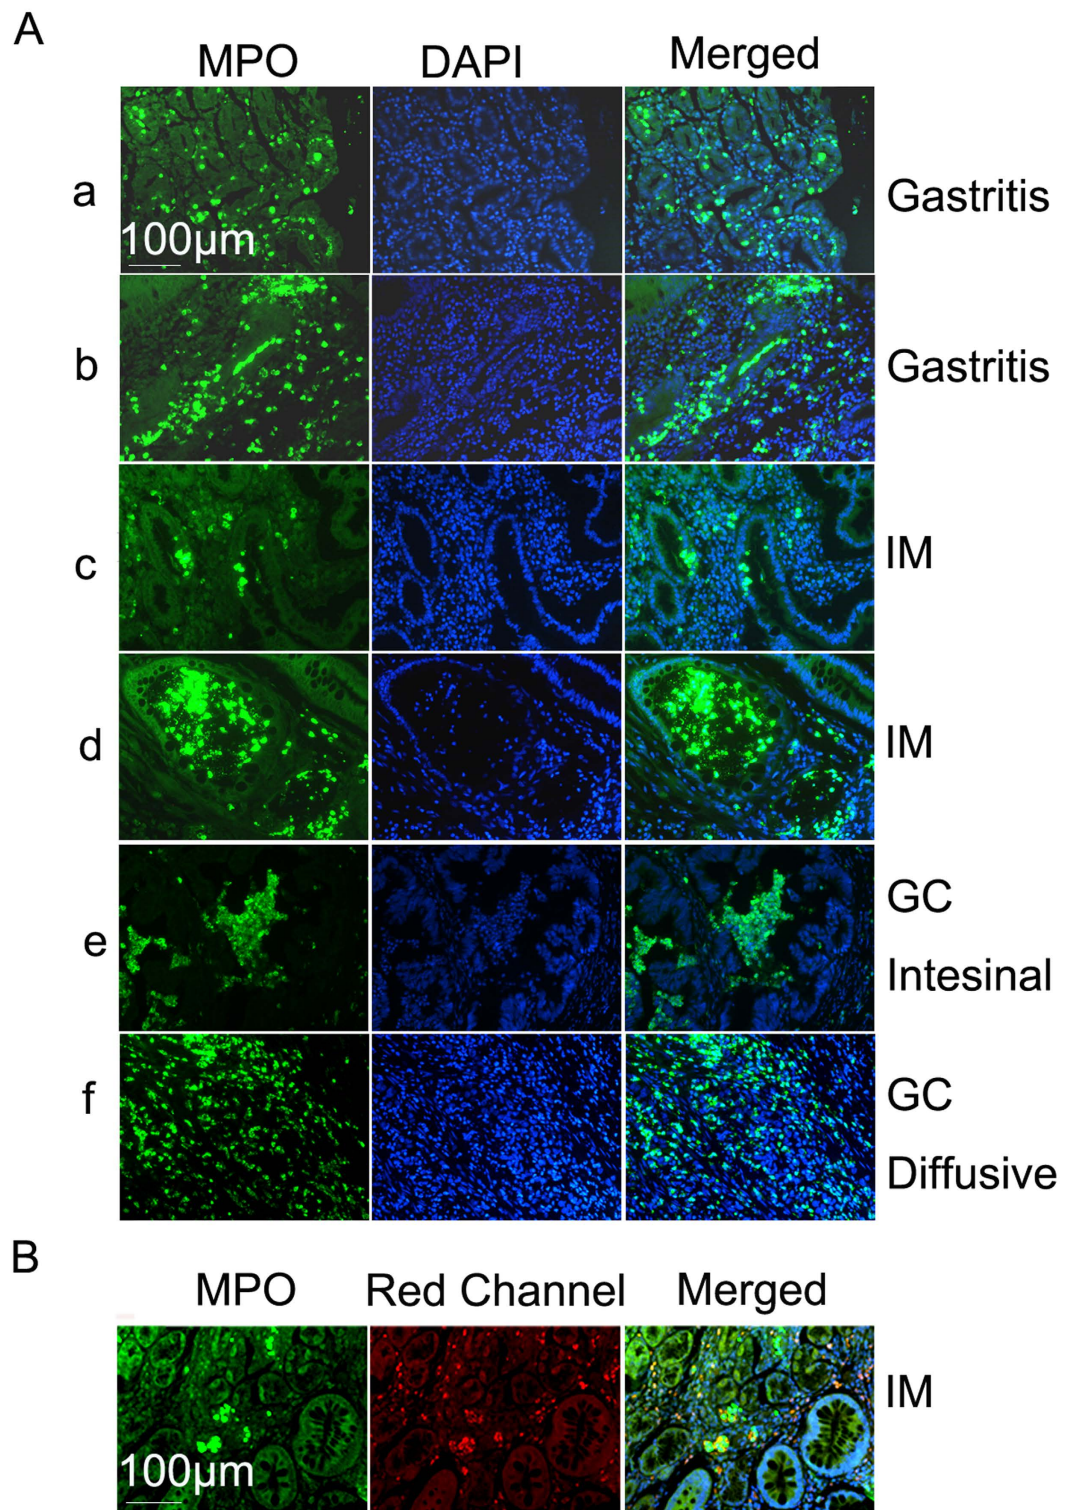 A
MPO DAPI Merged
a
Gastritis
100µm
b
Gastritis
c
IM
d
IM
e
GC
Intesinal
f
GC
Diffusive
B
MPO Red Channel Merged
IM
100µm